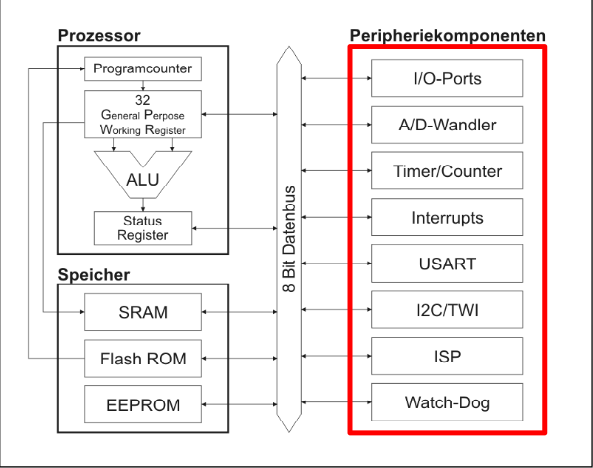 Prozessor
Programcounter
32
General Perpose
Working Register
ALU
Status
Register
Speicher
SRAM
Flash ROM
EEPROM
8 Bit Datenbus
Peripheriekomponenten
I/O-Ports
A/D-Wandler
Timer/Counter
Interrupts
USART
I2C/TWI
ISP
Watch-Dog